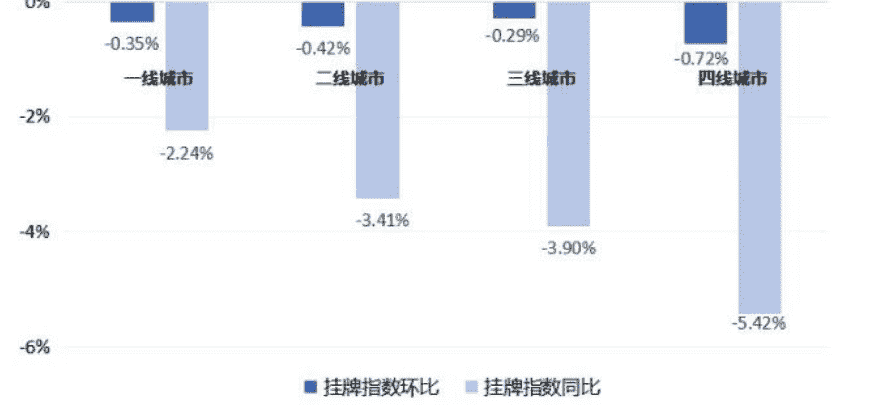 0%
-0.35% -0.42% -0.29% -0.72%
一线城市 二线城市 三线城市 四线城市
-2%
-2.24%
-3.41%
-4%
-3.90%
-5.42%
-6%
挂牌指数环比 挂牌指数同比